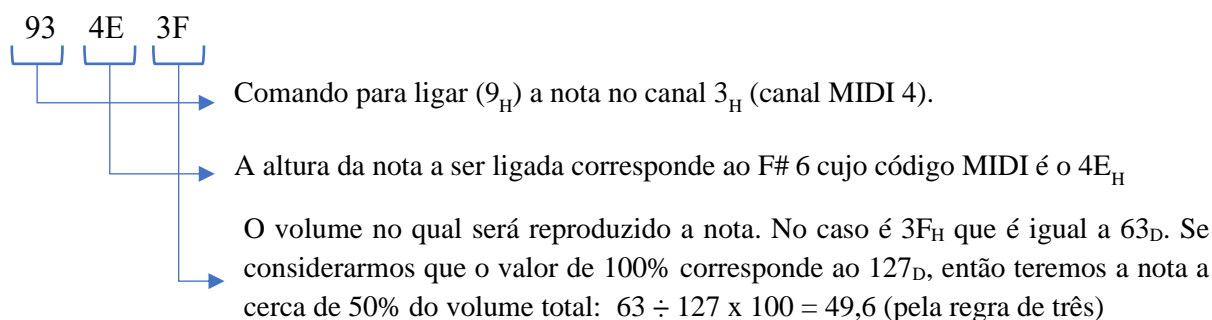 93 4E 3F
Comando para ligar (9H) a nota no canal 3H (canal MIDI 4).
A altura da nota a ser ligada corresponde ao F# 6 cujo código MIDI é o 4EH
O volume no qual será reproduzido a nota. No caso é 3FH que é igual a 63D. Se
considerarmos que o valor de 100% corresponde ao 127D, então teremos a nota a
cerca de 50% do volume total: 63 ÷ 127 x 100 = 49,6 (pela regra de três)